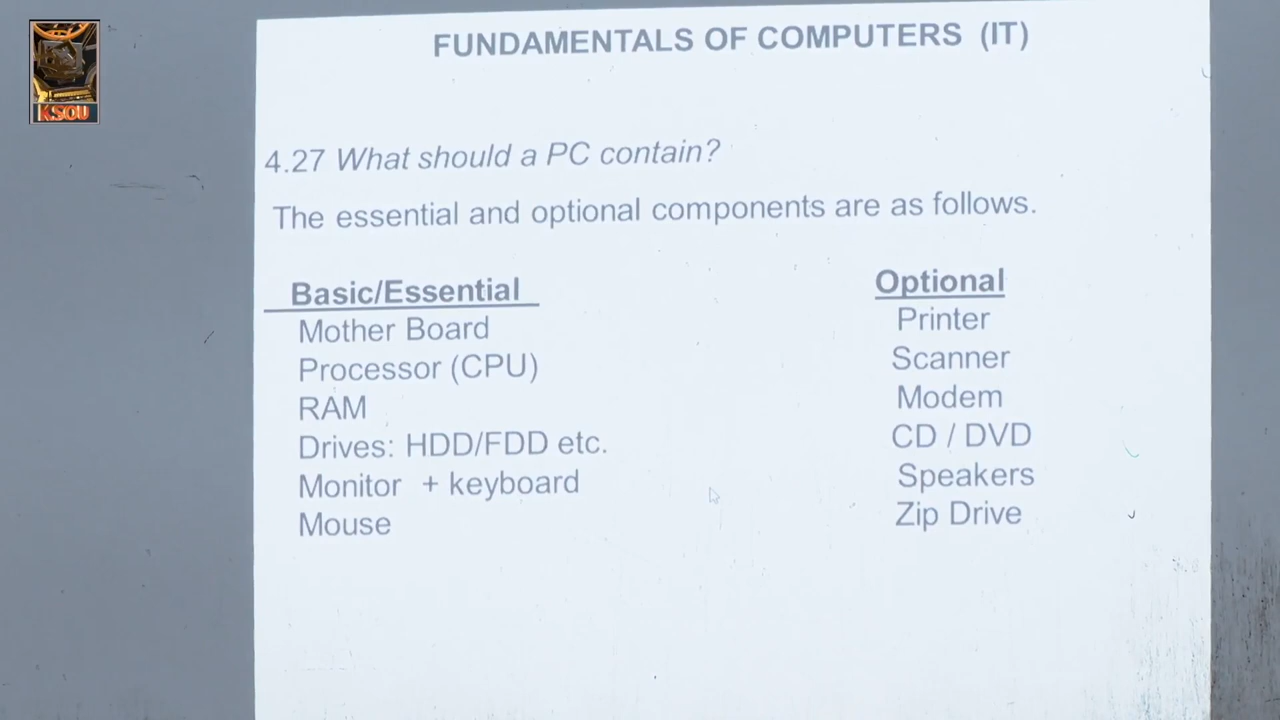 KSOU
FUNDAMENTALS OF COMPUTERS (IT)
4.27 What should a PC contain?
The essential and optional components are as follows.
Basic/Essential
Mother Board
Processor (CPU)
RAM
Drives: HDD/FDD etc.
Monitor + keyboard
Mouse
Optional
Printer
Scanner
Modem
CD / DVD
Speakers
Zip Drive